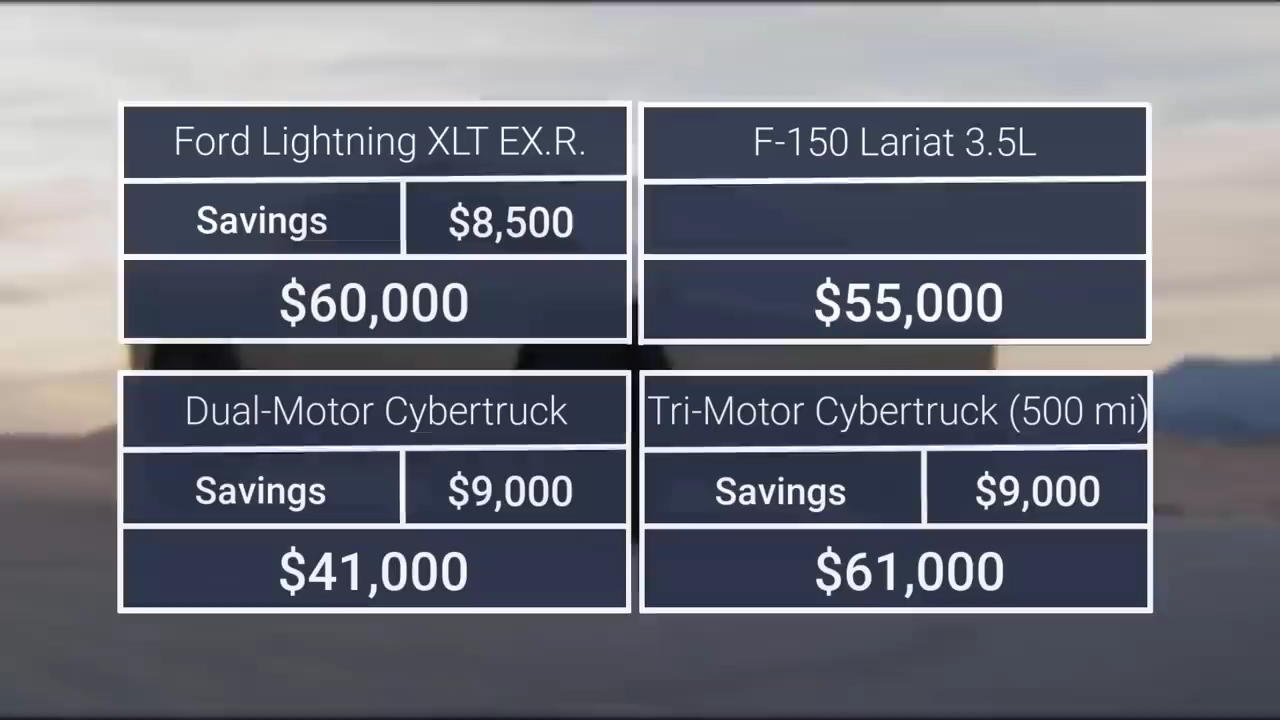 Ford Lightning XLT EX.R.
Savings $8,500
$60,000
F-150 Lariat 3.5L
$55,000
Dual-Motor Cybertruck
Savings $9,000
$41,000
Tri-Motor Cybertruck (500 mi)
Savings $9,000
$61,000